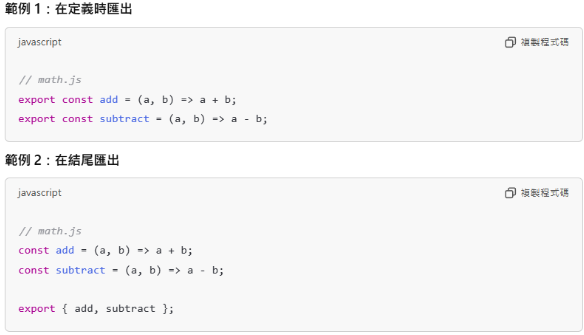 範例 1：在定義時匯出
javascript
複製程式碼
// math.js
export const add = (a, b) => a + b;
export const subtract = (a, b) => a - b;
範例 2：在結尾匯出
javascript
複製程式碼
// math.js
const add = (a, b) => a + b;
const subtract = (a, b) => a - b;
export { add, subtract };